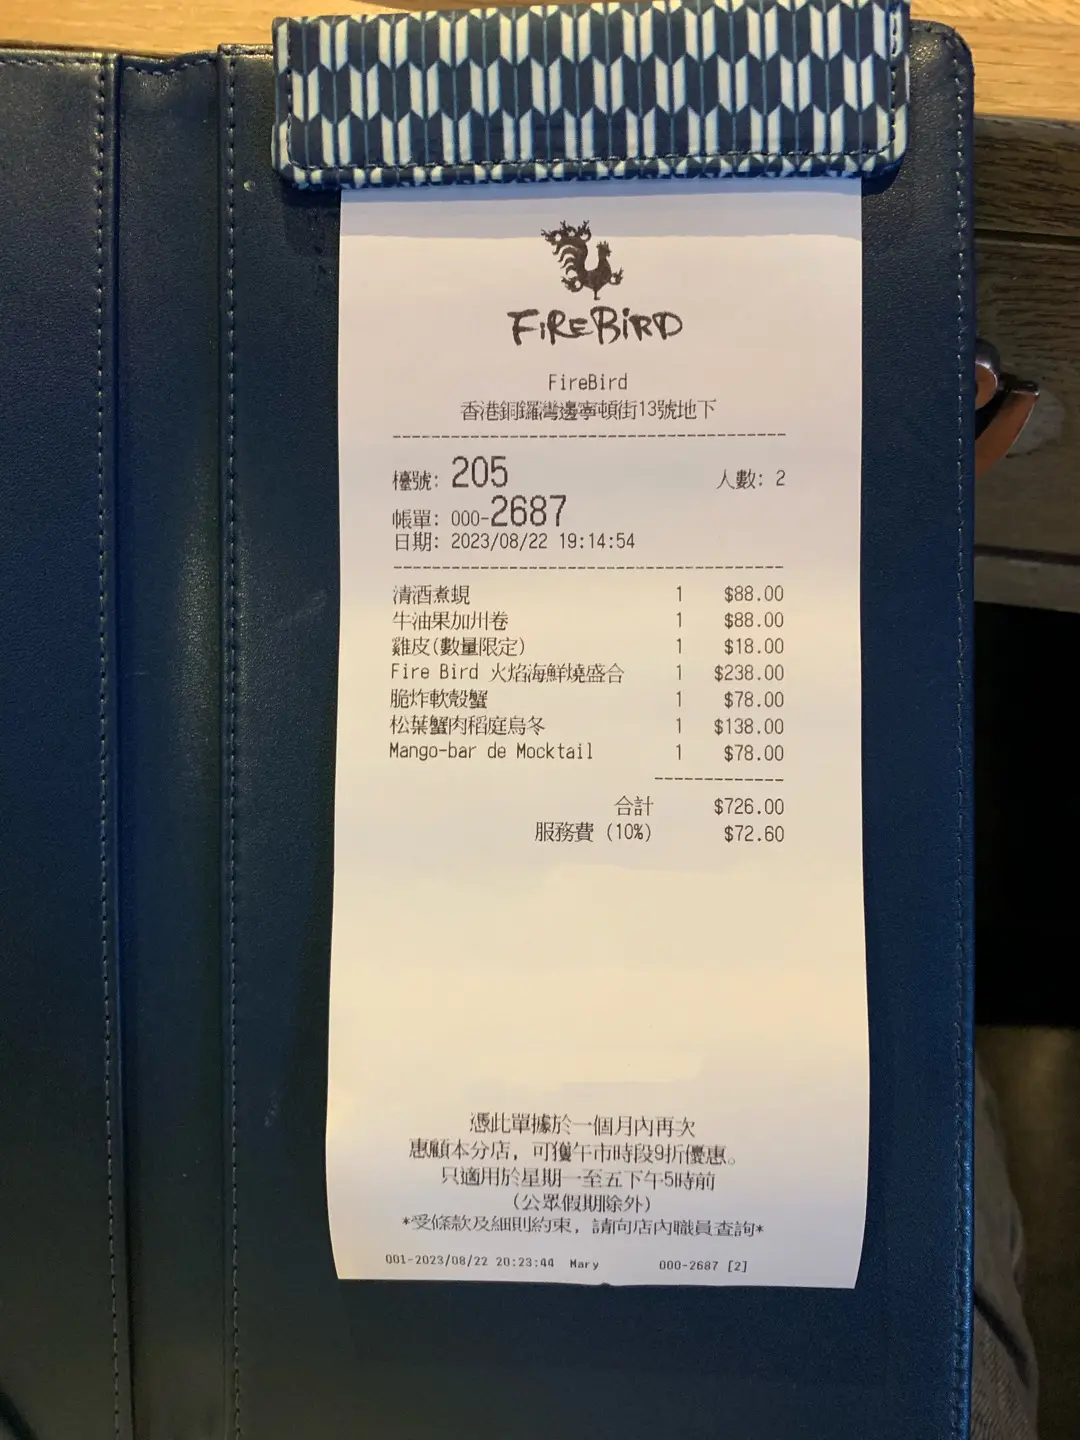 FIREBIRD
FireBird
香港銅鑼灣邊寧頓街13號地下
檯號: 205 人數: 2
帳單: 000-2687
日期: 2023/08/22 19:14:54
清酒煮蜆 1 $88.00
牛油果加州卷 1 $88.00
雞皮(數量限定) 1 $18.00
Fire Bird 火焰海鮮燒盛合 1 $238.00
脆炸軟殼蟹 1 $78.00
松葉蟹肉稻庭烏冬 1 $138.00
Mango-bar de Mocktail 1 $78.00
合計 $726.00
服務費 (10%) $72.60
憑此單據於一個月內再次
惠顧本分店, 可獲午市時段9折優惠。
只適用於星期一至五下午5時前
(公眾假期除外)
*受條款及細則約束, 請向店內職員查詢*
001-2023/08/22 20:23:44 Mary 000-2687 [2]